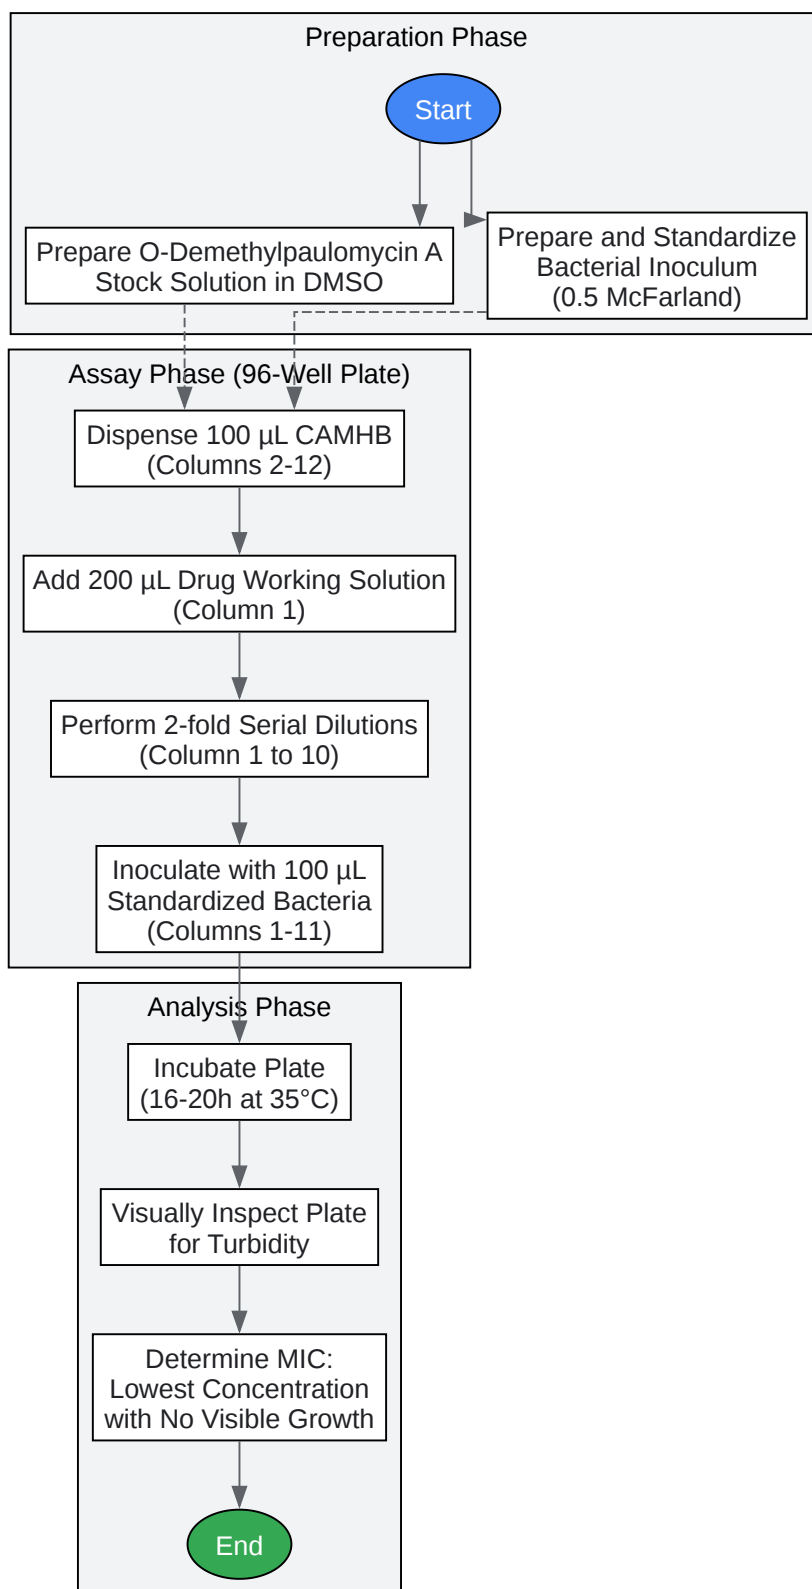 Preparation Phase
Start
Prepare O-Demethylpaulomycin A
Stock Solution in DMSO
Prepare and Standardize
Bacterial Inoculum
(0.5 McFarland)
Assay Phase (96-Well Plate)
Dispense 100 µL CAMHB
(Columns 2-12)
Add 200 µL Drug Working Solution
(Column 1)
Perform 2-fold Serial Dilutions
(Column 1 to 10)
Inoculate with 100 µL
Standardized Bacteria
(Columns 1-11)
Analysis Phase
Incubate Plate
(16-20h at 35°C)
Visually Inspect Plate
for Turbidity
Determine MIC:
Lowest Concentration
with No Visible Growth
End